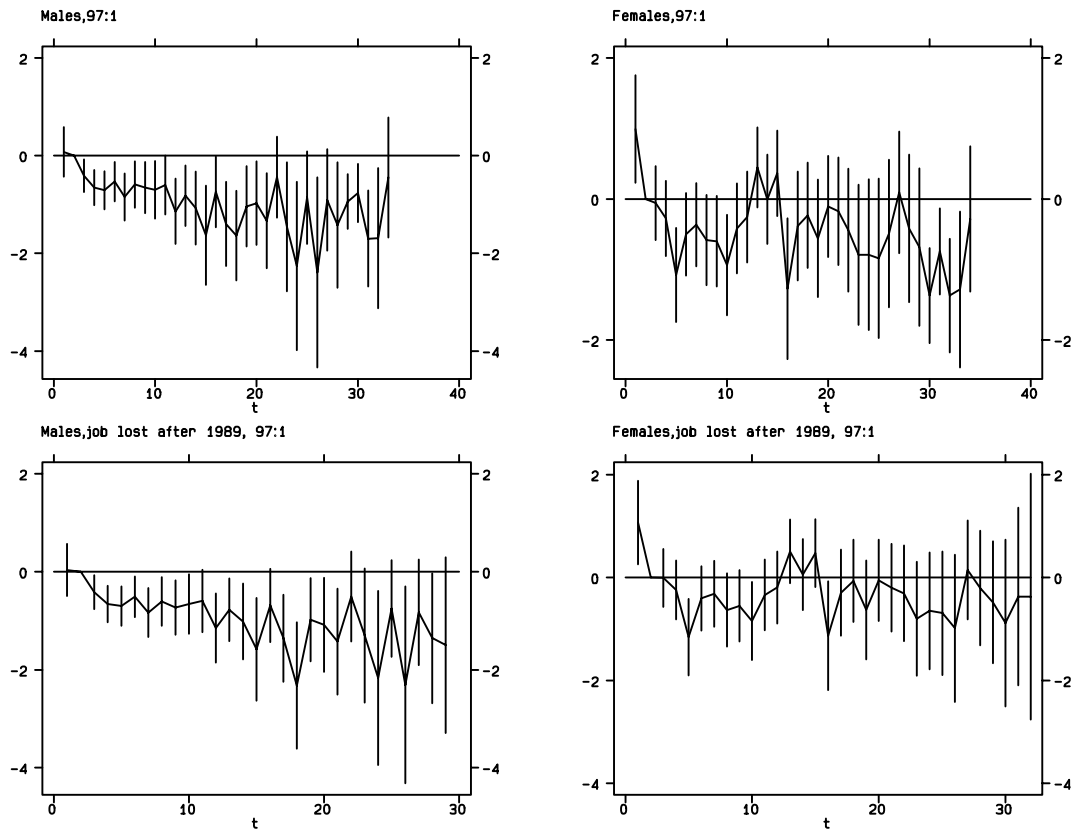 Males,97:1
Females,97:1
2 2 2 2
0 0 0 0
-2 -2
-4 -4
-2 -2
0 10 20 30 40
t
0 10 20 30 40
t
Males,job lost after 1989, 97:1
Females,job lost after 1989, 97:1
2 2 2 2
0 0 0 0
-2 -2 -2 -2
-4 -4 -4 -4
0 10 20 30
t
0 10 20 30
t